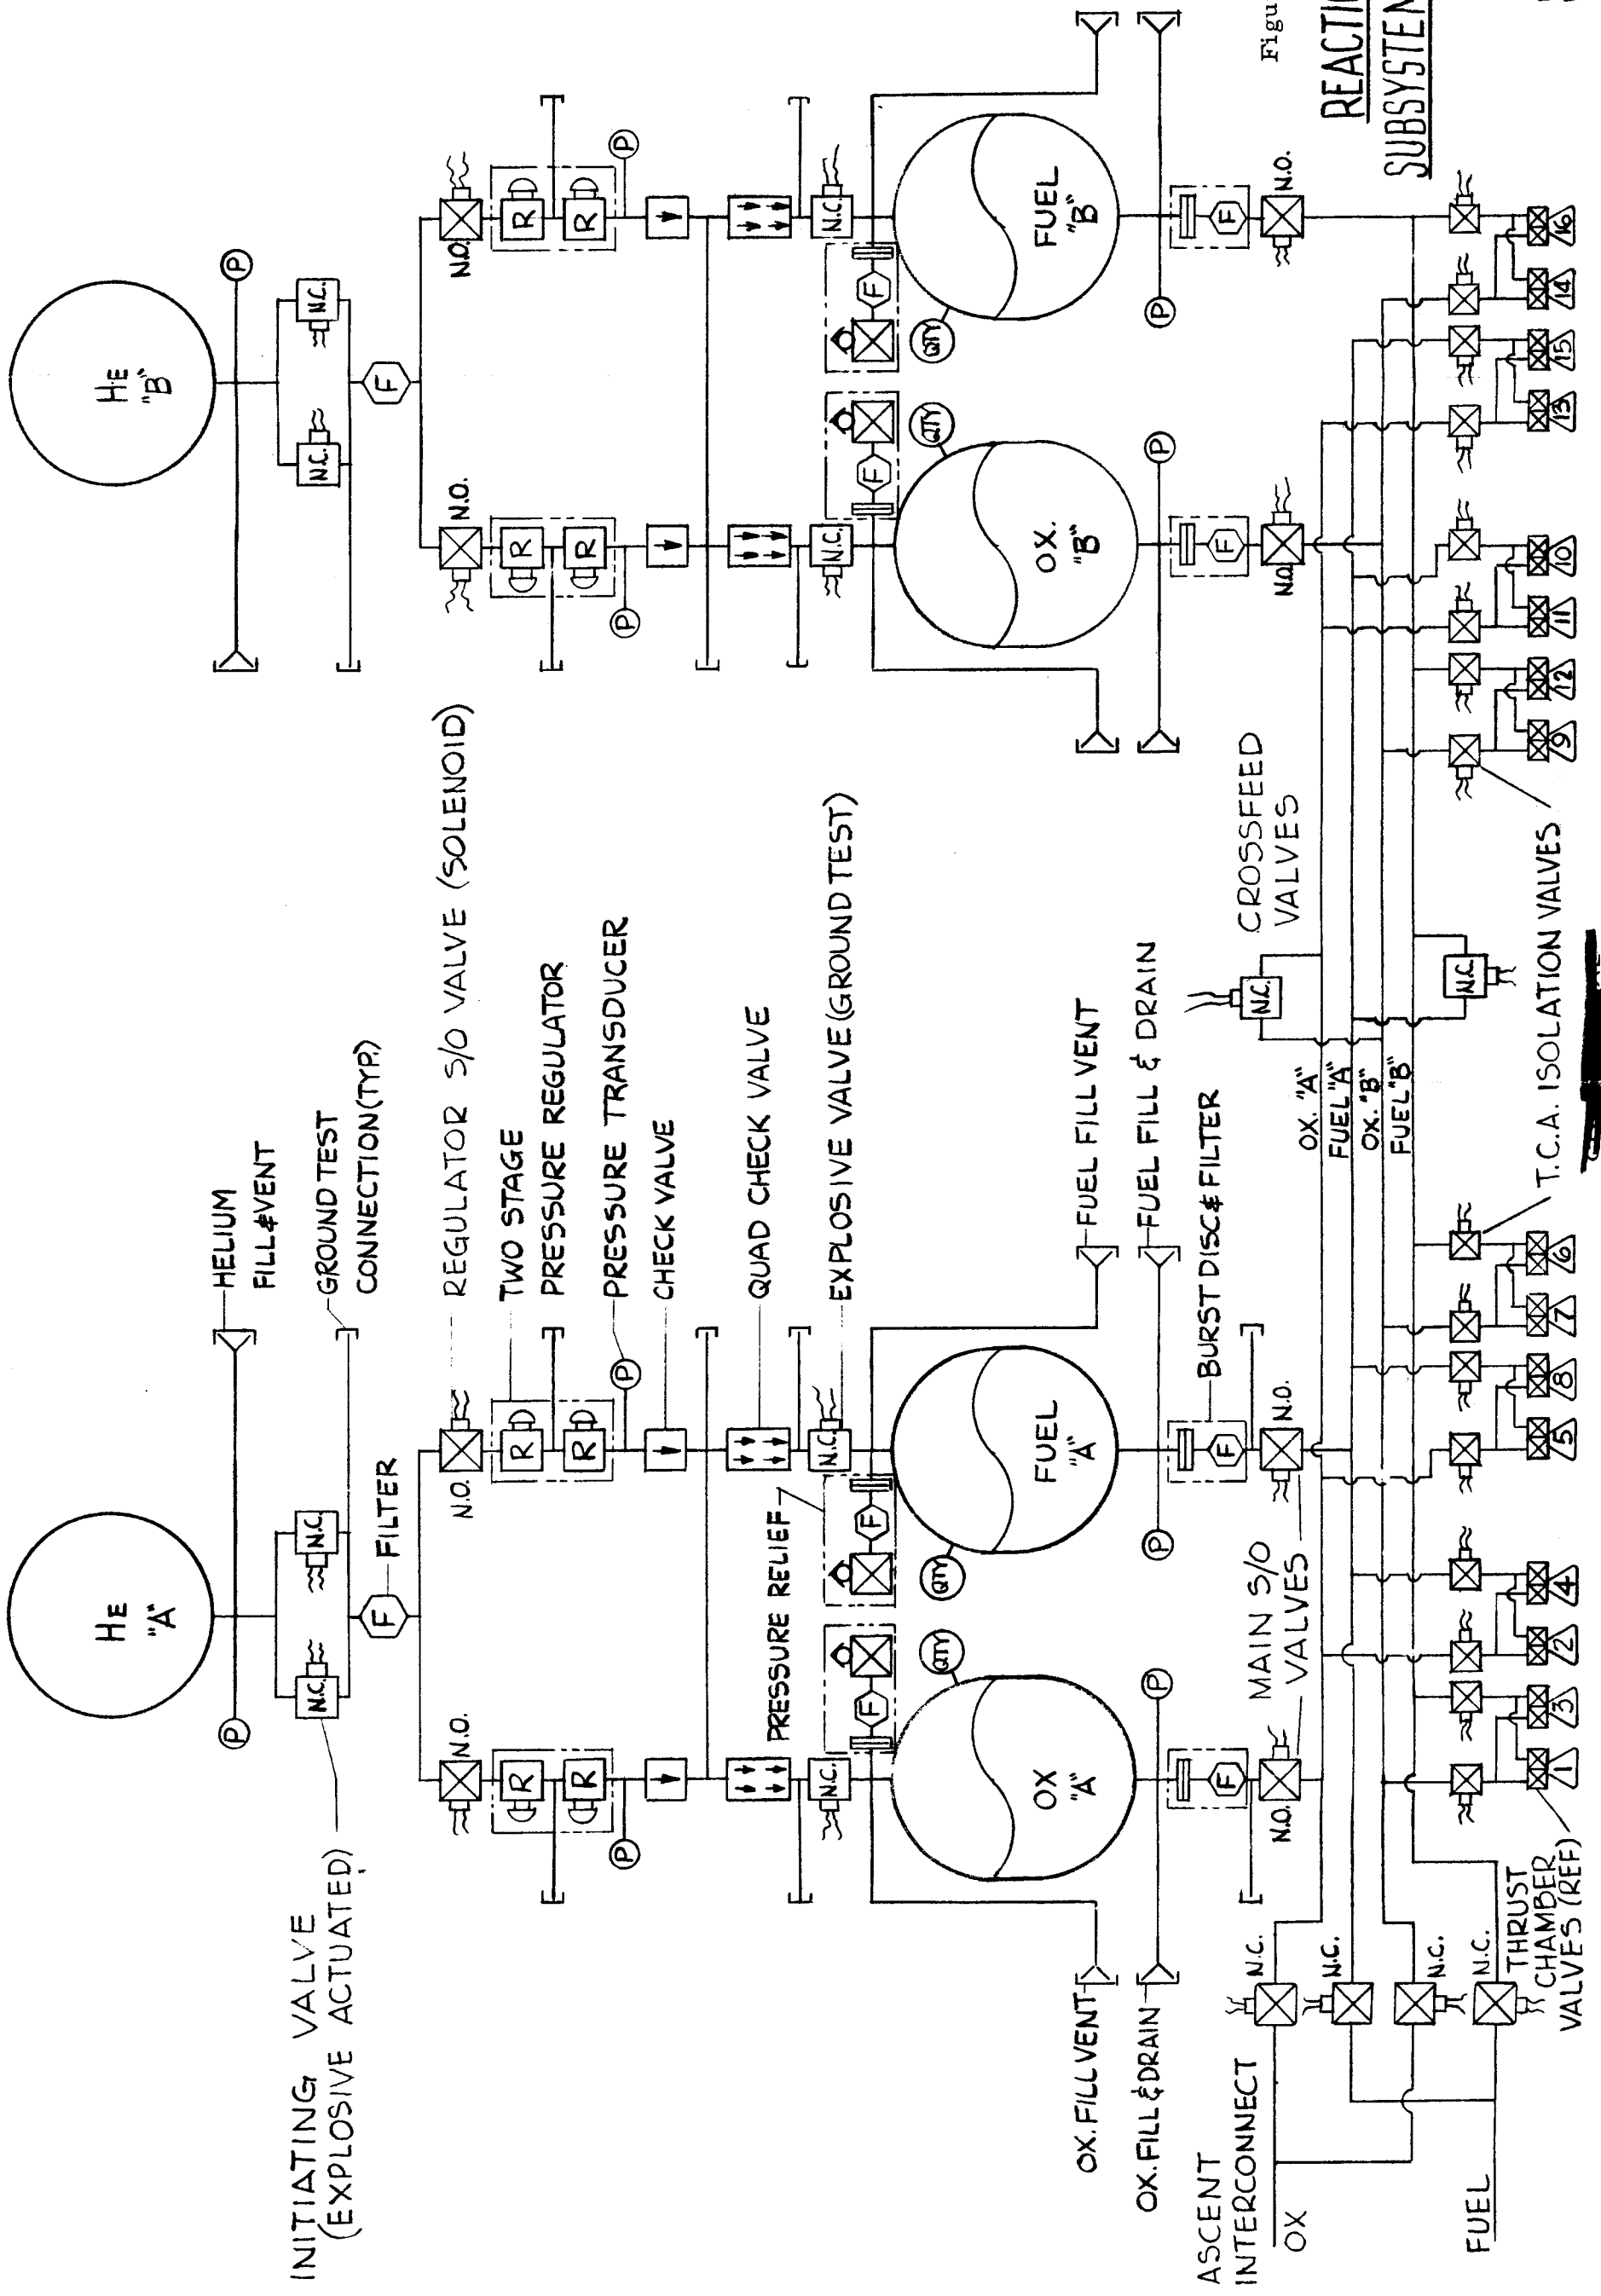 HE
"A"
HE
"B"
INITIATING VALVE
(EXPLOSIVE ACTUATED)
P
HELIUM
FILL & VENT
P
N.C.
N.C.
GROUND TEST
CONNECTION (TYP.)
N.C.
N.C.
F
FILTER
F
N.O.
N.O.
REGULATOR S/O VALVE (SOLENOID)
N.O.
N.O.
R
R
TWO STAGE
PRESSURE REGULATOR
R
R
R
R
R
R
P
P
PRESSURE TRANSDUCER
P
P
CHECK VALVE
QUAD CHECK VALVE
PRESSURE RELIEF
N.C.
N.C.
EXPLOSIVE VALVE (GROUND TEST)
N.C.
N.C.
F
F
F
F
QTY
QTY
QTY
QTY
OX
"A"
FUEL
"A"
OX.
"B"
FUEL
"B"
OX. FILL VENT
FUEL FILL VENT
OX. FILL & DRAIN
P
P
FUEL FILL & DRAIN
P
P
F
F
BURST DISC & FILTER
F
F
N.O.
MAIN S/O
VALVES
N.O.
N.O.
N.O.
ASCENT
INTERCONNECT
OX
FUEL
N.C.
N.C.
N.C.
N.C.
CROSSFEED
VALVES
N.C.
N.C.
OX. "A"
FUEL "A"
OX. "B"
FUEL "B"
THRUST
CHAMBER
VALVES (REF)
T.C.A. ISOLATION VALVES
1
3
2
4
5
8
7
6
9
12
11
10
13
15
14
16
Figu
REACTI
SUBSYSTEM